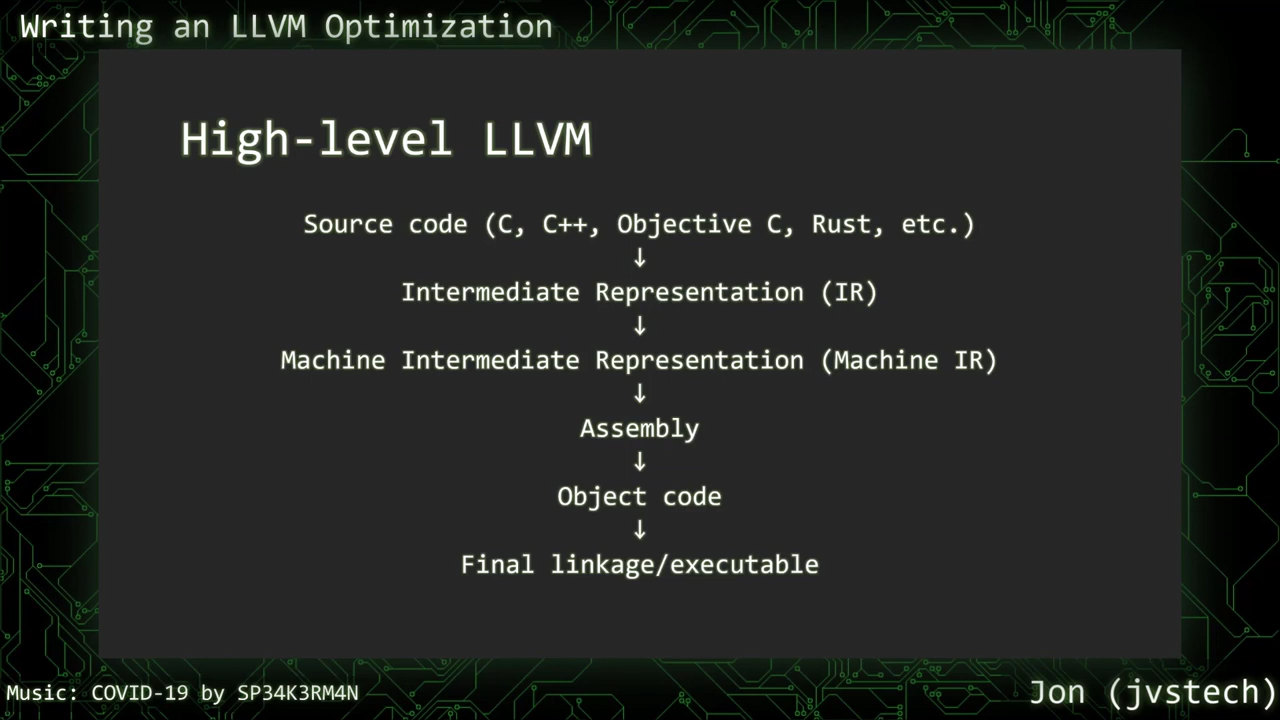 Writing an LLVM Optimization
High-level LLVM
Source code (C, C++, Objective C, Rust, etc.)
↓
Intermediate Representation (IR)
↓
Machine Intermediate Representation (Machine IR)
↓
Assembly
↓
Object code
↓
Final linkage/executable
Music: COVID-19 by SP34K3RM4N
Jon (jvstech)